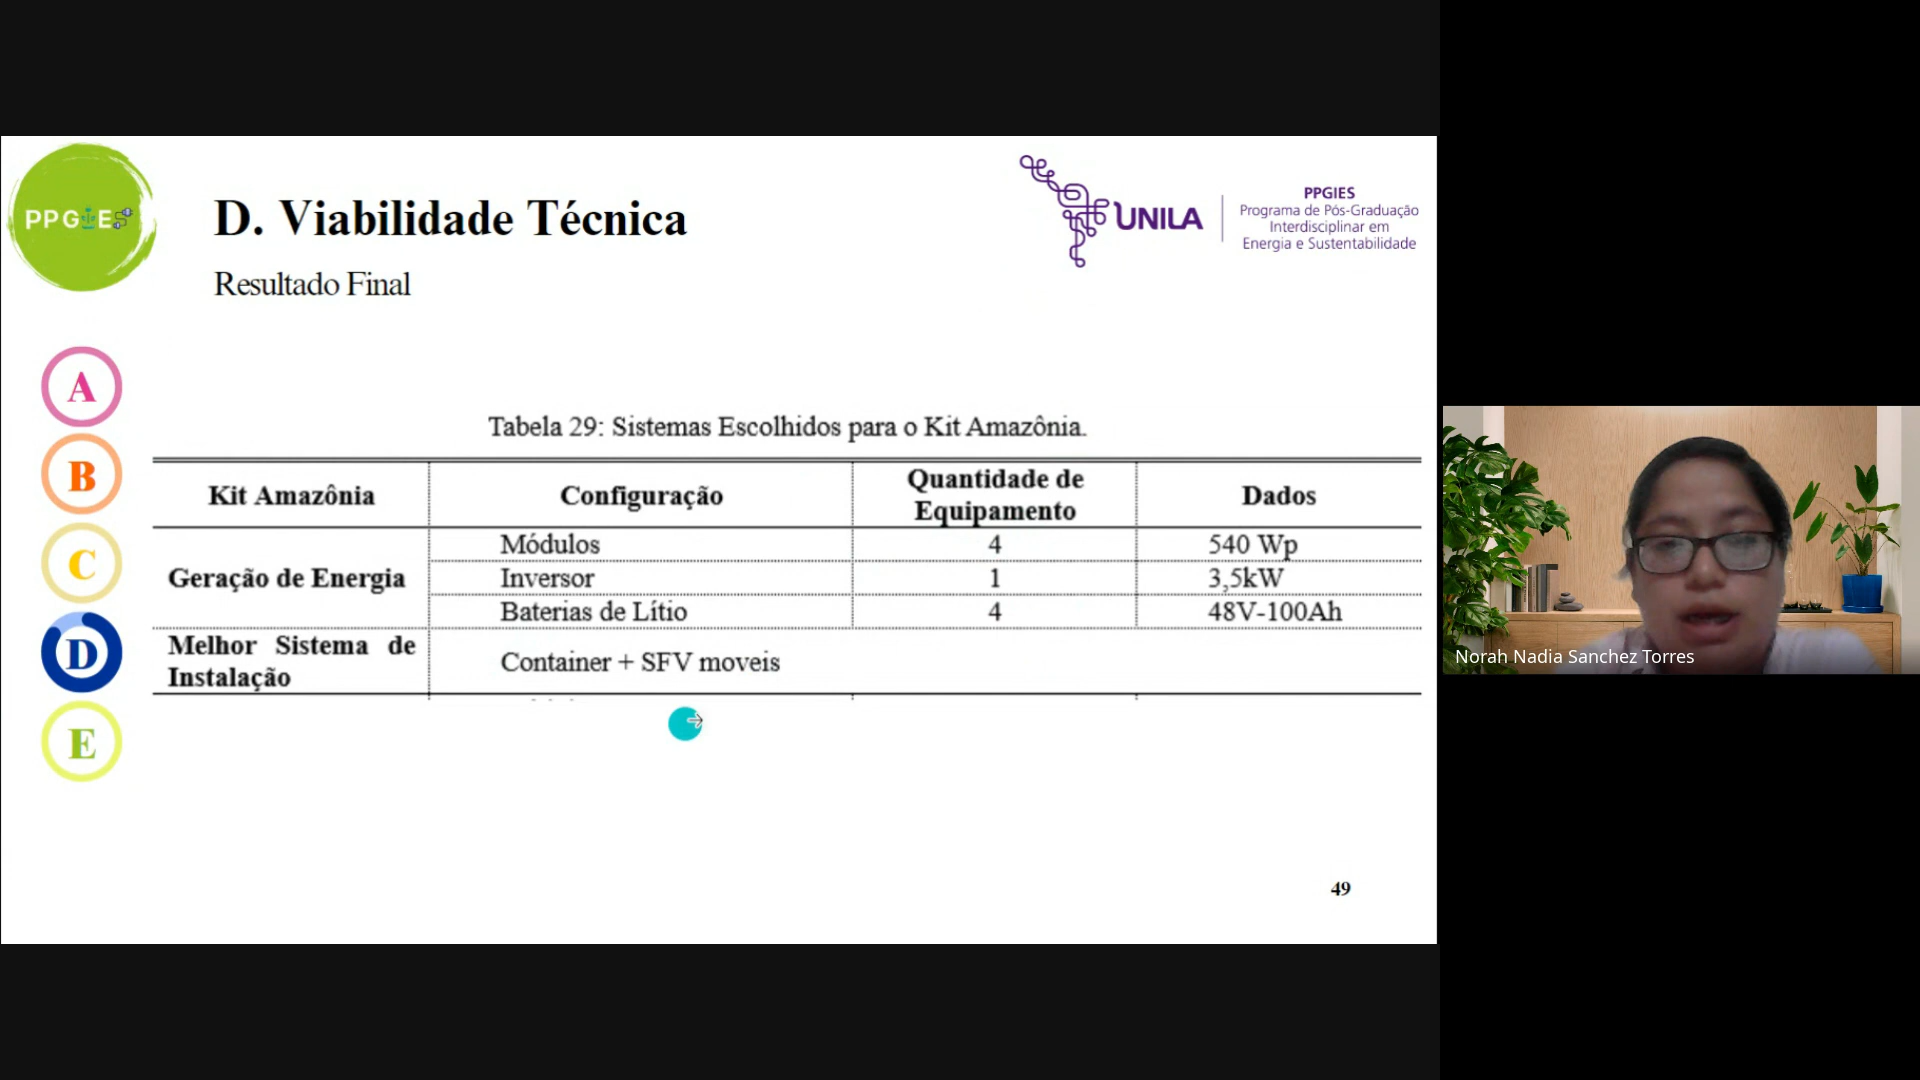 PPGIES
D. Viabilidade Técnica
Resultado Final
UNILA
PPGIES
Programa de Pós-Graduação
Interdisciplinar em
Energia e Sustentabilidade
A
B
C
D
E
Tabela 29: Sistemas Escolhidos para o Kit Amazônia.
Kit Amazônia
Configuração
Quantidade de
Equipamento
Dados
Geração de Energia
Módulos
4
540 Wp
Inversor
1
3,5kW
Baterias de Lítio
4
48V-100Ah
Melhor Sistema de
Instalação
Container + SFV moveis
49
Norah Nadia Sanchez Torres